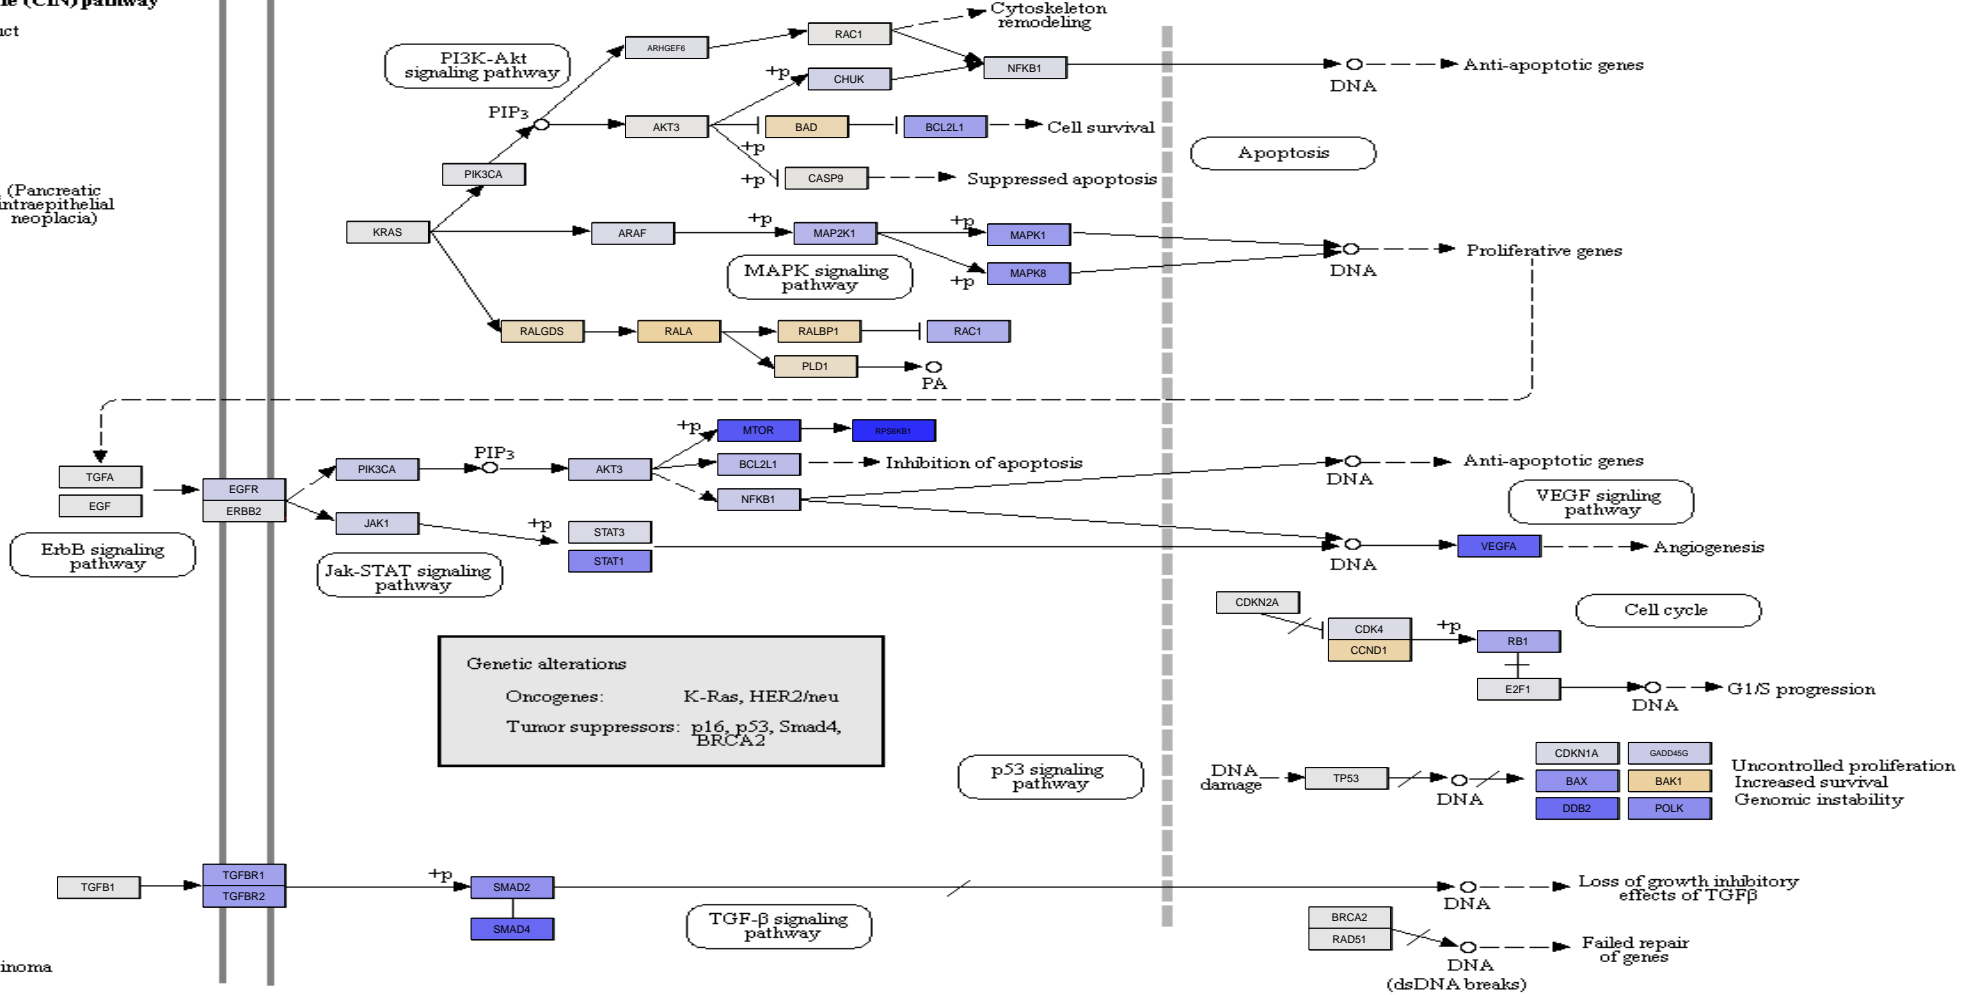 pathway
Cytoskeleton
remodeling
ARHGEF6
RAC1
PI3K-Akt
signaling pathway
+p
CHUK
NFKB1
DNA
Anti-apoptotic genes
PIP3
AKT3
BAD
BCL2L1
Cell survival
+p
Apoptosis
PIK3CA
+p
CASP9
Suppressed apoptosis
(Pancreatic
intraepithelial
neoplacia)
KRAS
ARAF
+p
MAP2K1
+p
MAPK1
MAPK signaling
pathway
+p
MAPK8
DNA
Proliferative genes
RALGDS
RALA
RALBP1
RAC1
PLD1
PA
+p
MTOR
RPS6KB1
TGFA
EGF
EGFR
ERBB2
PIK3CA
PIP3
AKT3
BCL2L1
Inhibition of apoptosis
NFKB1
DNA
Anti-apoptotic genes
VEGF signling
pathway
ErbB signaling
pathway
JAK1
+p
STAT3
STAT1
Jak-STAT signaling
pathway
DNA
VEGFA
Angiogenesis
CDKN2A
CDK4
CCND1
+p
RB1
Cell cycle
E2F1
DNA
G1/S progression
Genetic alterations
Oncogenes: K-Ras, HER2/neu
Tumor suppressors: p16, p53, Smad4,
BRCA2
p53 signaling
pathway
DNA
damage
TP53
DNA
CDKN1A
GADD45G
BAX
BAK1
DDB2
POLK
Uncontrolled proliferation
Increased survival
Genomic instability
TGFB1
TGFBR1
TGFBR2
+p
SMAD2
SMAD4
TGF-β signaling
pathway
DNA
Loss of growth inhibitory
effects of TGFβ
BRCA2
RAD51
DNA
(dsDNA breaks)
Failed repair
of genes